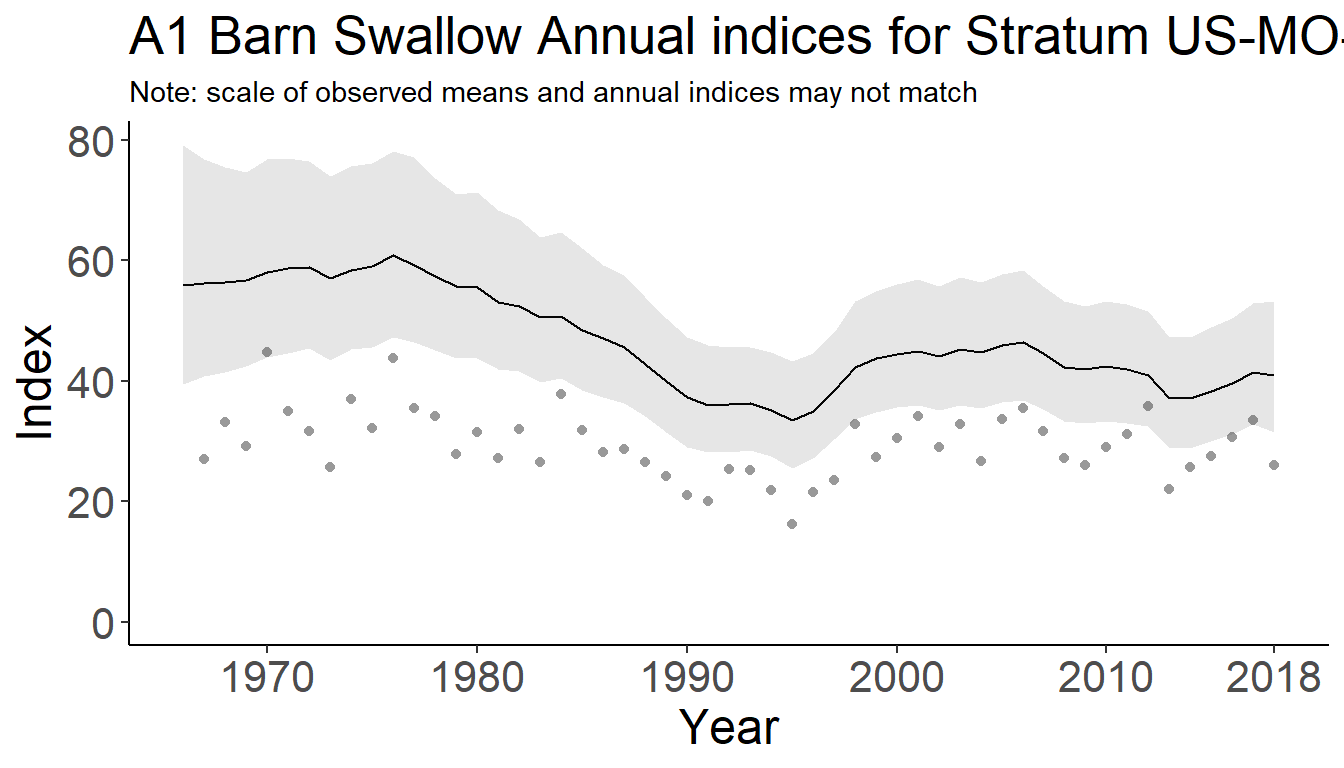 A1 Barn Swallow Annual indices for Stratum US-MO-
Note: scale of observed means and annual indices may not match
80
60
40
20
0
Index
1970 1980 1990 2000 2010 2018
Year